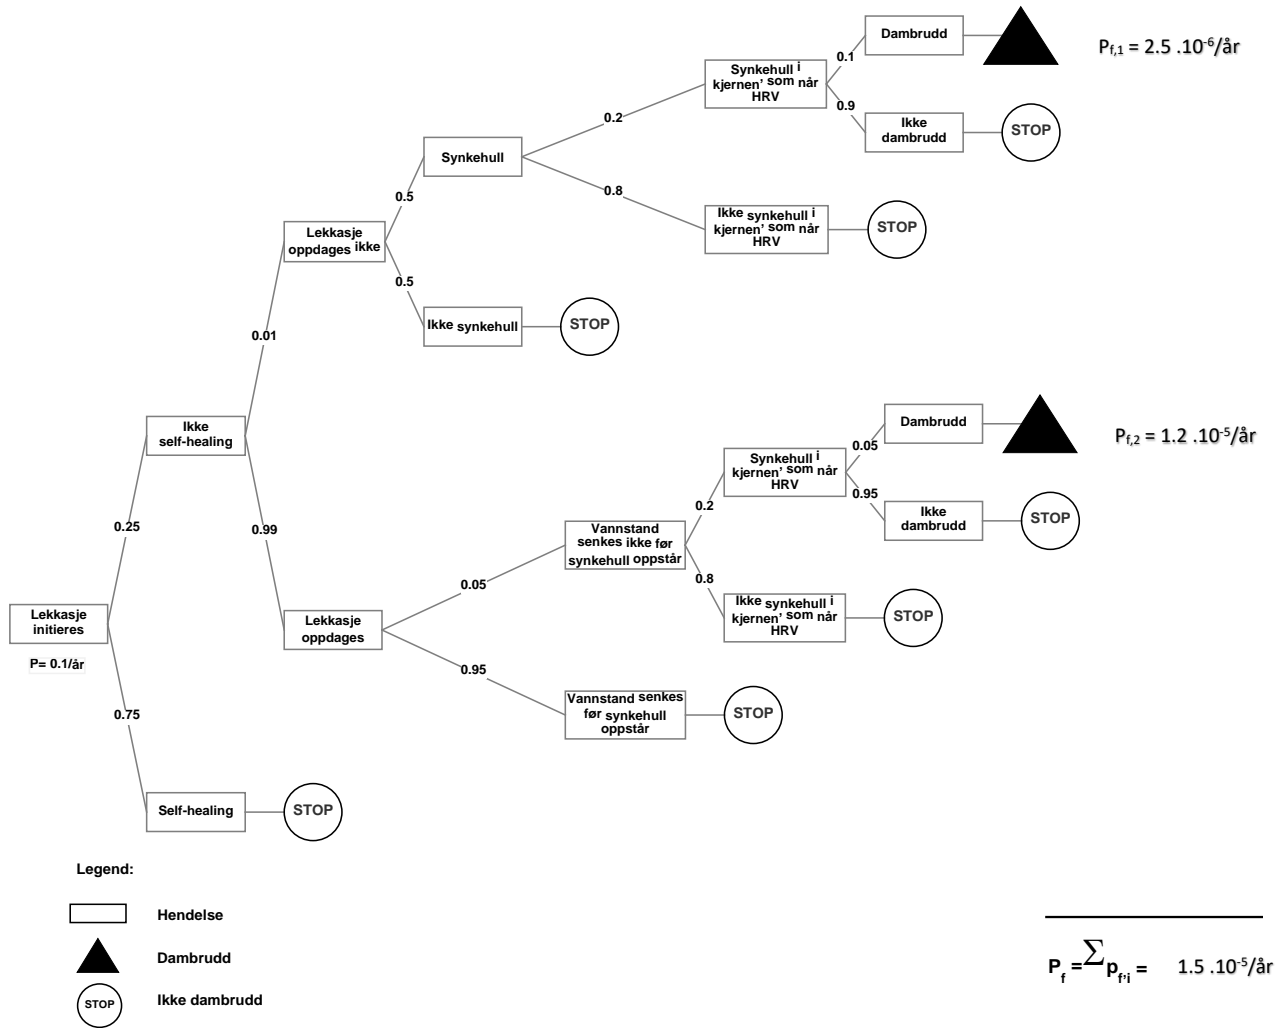 Dambrudd
P_f,1 = 2.5 .10^-6/år
0.1
Synkehull i
kjernen, som når
HRV
0.9
Ikke
dambrudd
STOP
0.2
Synkehull
0.8
0.5
Ikke synkehull i
kjernen, som når
HRV
STOP
Lekkasje
oppdages ikke
0.5
Ikke synkehull
STOP
0.01
Dambrudd
P_f,2 = 1.2 .10^-5/år
0.05
Ikke
self-healing
Synkehull i
kjernen, som når
HRV
0.95
0.2
Ikke
dambrudd
STOP
0.25
0.99
Vannstand
senkes ikke før
synkehull oppstår
0.05
0.8
Ikke synkehull i
kjernen, som når
HRV
STOP
Lekkasje
initieres
P= 0.1/år
Lekkasje
oppdages
0.95
Vannstand senkes
før synkehull
oppstår
STOP
0.75
Self-healing
STOP
Legend:
Hendelse
Dambrudd
STOP
Ikke dambrudd
P_f = ∑ p_f,i = 1.5 .10^-5/år